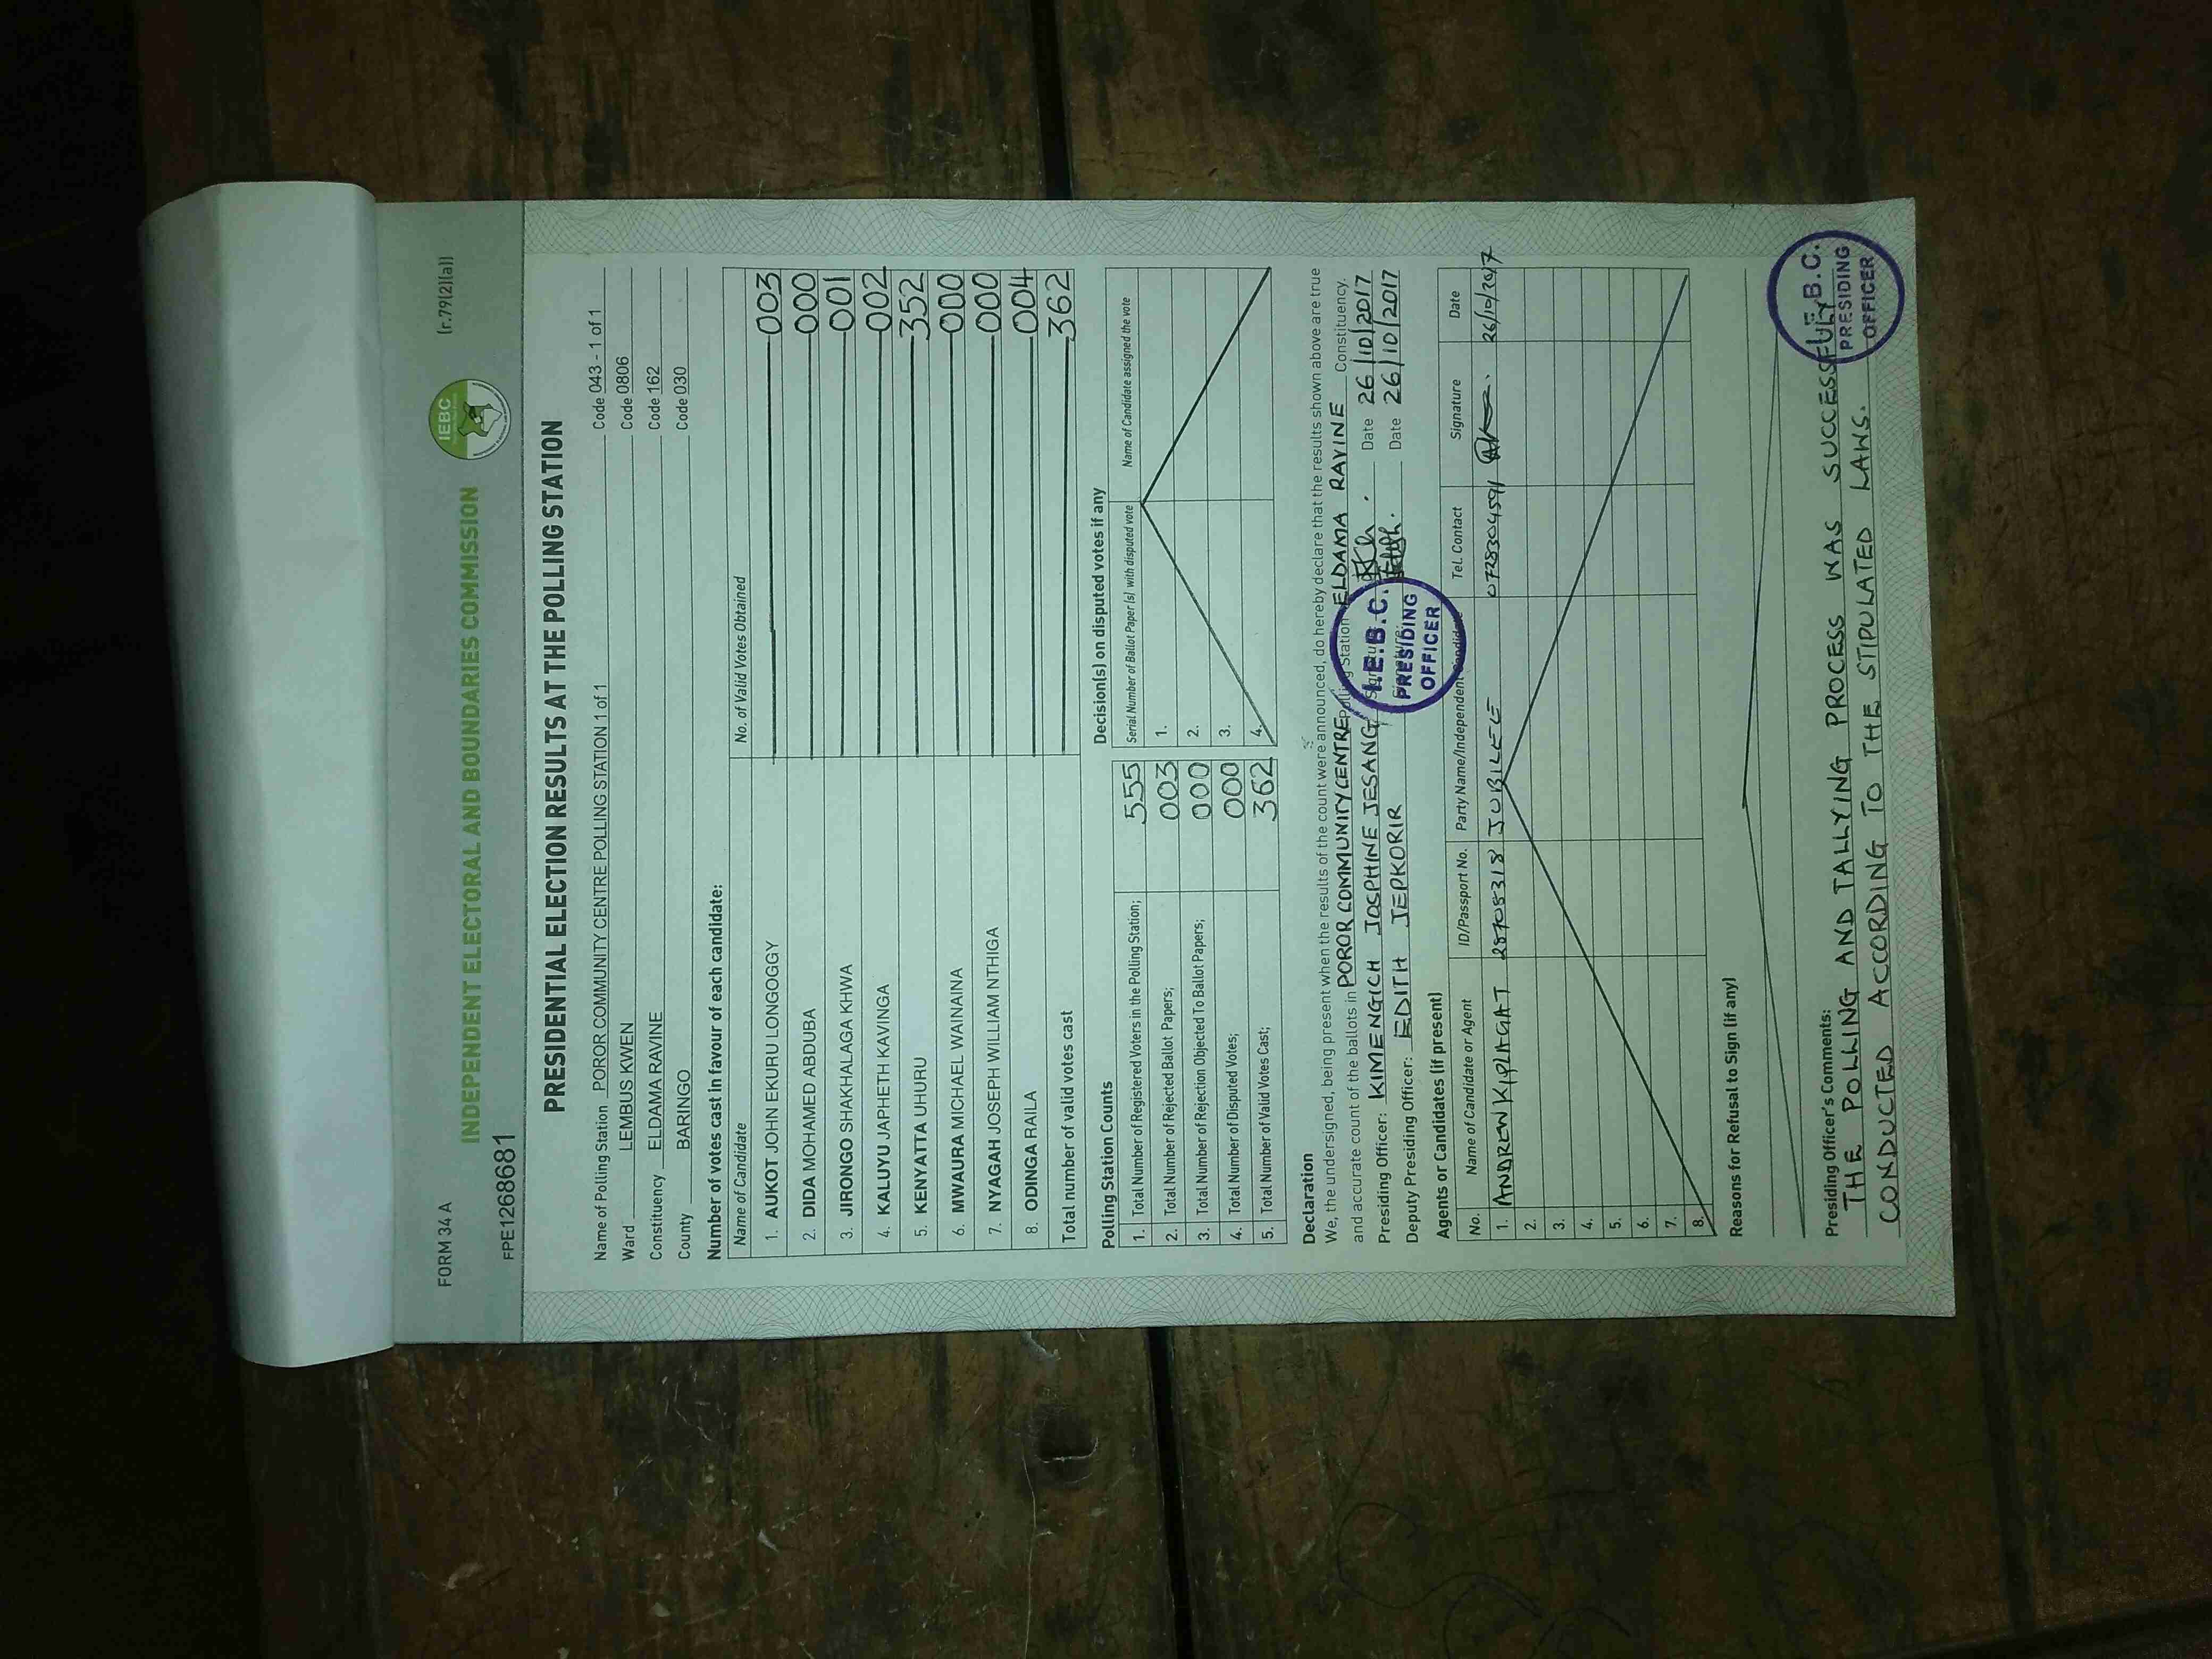 FORM 34 A
(r.79(2)(a))
IEBC
INDEPENDENT ELECTORAL AND BOUNDARIES COMMISSION
FPE1268681
PRESIDENTIAL ELECTION RESULTS AT THE POLLING STATION
Name of Polling Station POROR COMMUNITY CENTRE POLLING STATION 1 of 1 Code 043 - 1 of 1
Ward LEMBUS KWEN Code 0806
Constituency ELDAMA RAVINE Code 162
County BARINGO Code 030
Number of votes cast in favour of each candidate:
Name of Candidate No. of Valid Votes Obtained
1. AUKOT JOHN EKURU LONGOGGY 003
2. DIDA MOHAMED ABDUBA 000
3. JIRONGO SHAKHALAGA KHWA 001
4. KALUYU JAPHETH KAVINGA 002
5. KENYATTA UHURU 352
6. MWAURA MICHAEL WAINAINA 000
7. NYAGAH JOSEPH WILLIAM NTHIGA 000
8. ODINGA RAILA 004
Total number of valid votes cast 362
Polling Station Counts
1. Total Number of Registered Voters in the Polling Station; 555
2. Total Number of Rejected Ballot Papers; 003
3. Total Number of Rejection Objected To Ballot Papers; 000
4. Total Number of Disputed Votes; 000
5. Total Number of Valid Votes Cast; 362
Decision(s) on disputed votes if any
Serial Number of Ballot Paper (s) with disputed vote Name of Candidate assigned the vote
1.
2.
3.
4.
Declaration
We, the undersigned, being present when the results of the count were announced, do hereby declare that the results shown above are true
and accurate count of the ballots in POROR COMMUNITY CENTRE Polling Station ELDAMA RAVINE Constituency.
Presiding Officer: KIMENGICH JOSPHINE JESANG Signature: Date 26/10/2017
Deputy Presiding Officer: EDITH JEPKORIR Signature: Date 26/10/2017
I.E.B.C.
PRESIDING
OFFICER
Agents or Candidates (if present)
No. Name of Candidate or Agent ID/Passport No. Party Name/Independent Candidate Tel. Contact Signature Date
1. ANDREW KIPLAGAT 28708318 JUBILEE 0728304591 26/10/2017
2.
3.
4.
5.
6.
7.
8.
Reasons for Refusal to Sign (if any)
Presiding Officer's Comments:
THE POLLING AND TALLYING PROCESS WAS SUCCESSFULLY
CONDUCTED ACCORDING TO THE STIPULATED LAWS.
I.E.B.C.
PRESIDING
OFFICER